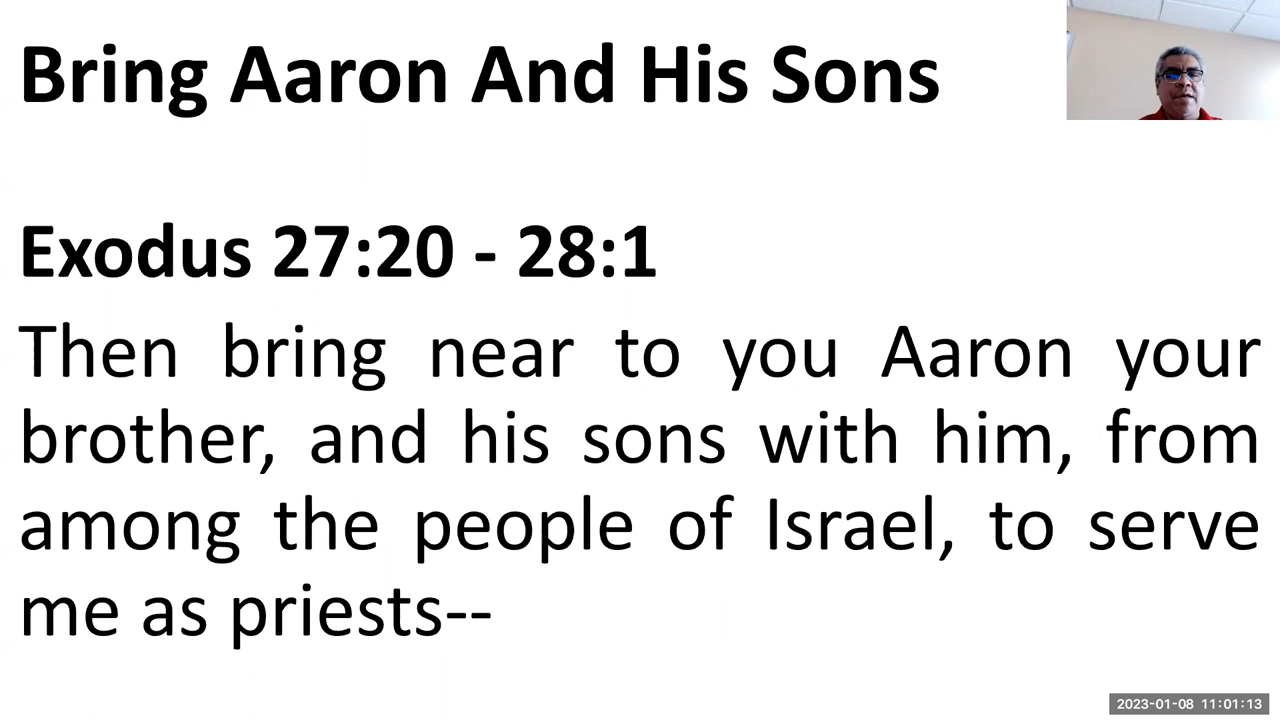 Bring Aaron And His Sons
Exodus 27:20 - 28:1
Then bring near to you Aaron your
brother, and his sons with him, from
among the people of Israel, to serve
me as priests--
2023-01-08 11:01:13